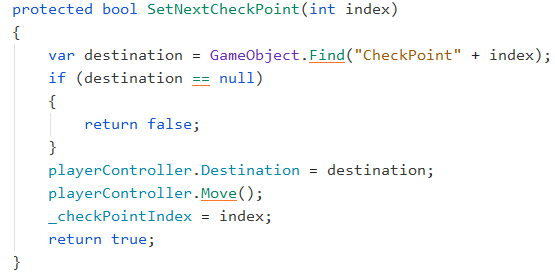 protected bool SetNextCheckPoint(int index)
{
    var destination = GameObject.Find("CheckPoint" + index);
    if (destination == null)
    {
        return false;
    }
    playerController.Destination = destination;
    playerController.Move();
    _checkPointIndex = index;
    return true;
}